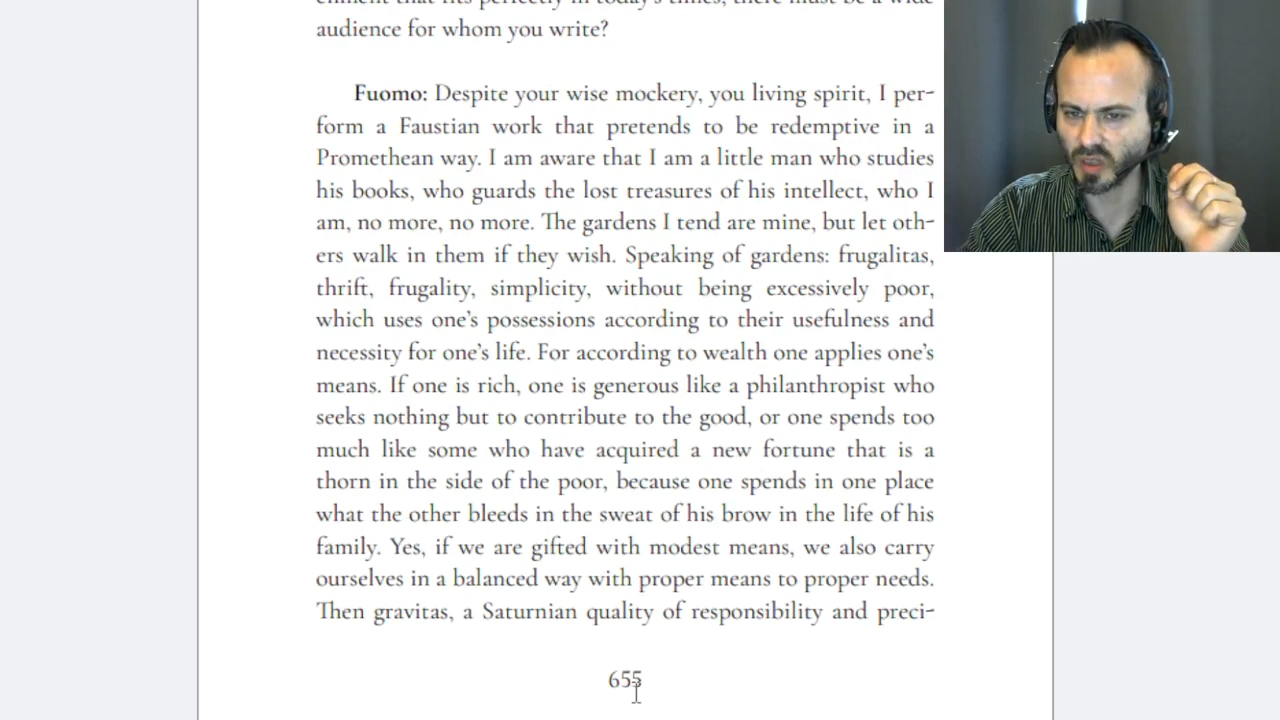 audience for whom you write?
Fuomo: Despite your wise mockery, you living spirit, I per-
form a Faustian work that pretends to be redemptive in a
Promethean way. I am aware that I am a little man who studies
his books, who guards the lost treasures of his intellect, who I
am, no more, no more. The gardens I tend are mine, but let oth-
ers walk in them if they wish. Speaking of gardens: frugalitas,
thrift, frugality, simplicity, without being excessively poor,
which uses one's possessions according to their usefulness and
necessity for one's life. For according to wealth one applies one's
means. If one is rich, one is generous like a philanthropist who
seeks nothing but to contribute to the good, or one spends too
much like some who have acquired a new fortune that is a
thorn in the side of the poor, because one spends in one place
what the other bleeds in the sweat of his brow in the life of his
family. Yes, if we are gifted with modest means, we also carry
ourselves in a balanced way with proper means to proper needs.
Then gravitas, a Saturnian quality of responsibility and preci-
655